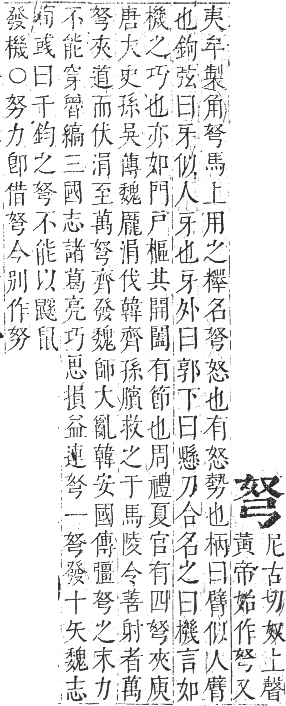 弩
尼古切奴上聲
黃帝始作弩又
夷牟製角弩馬上用之檡名弩怒也有怒勢也柄曰臂似人臂
也鉤弦曰牙似人牙也牙外曰郭下曰懸刀合名之曰機言如
機之巧也亦如門戶樞其開闔有節也周禮夏官有四弩夾庾
唐大史孫吳傳魏龐涓伐韓齊孫臏救之于馬陵令善射者萬
弩夾道而伏涓至萬弩齊發魏師大亂韓安國傳彊弩之末力
不能穿魯縞三國志諸葛亮巧思損益連弩一弩發十矢魏志
或曰千鈞之弩不能以鼷鼠
發機○努力卽借弩今別作努